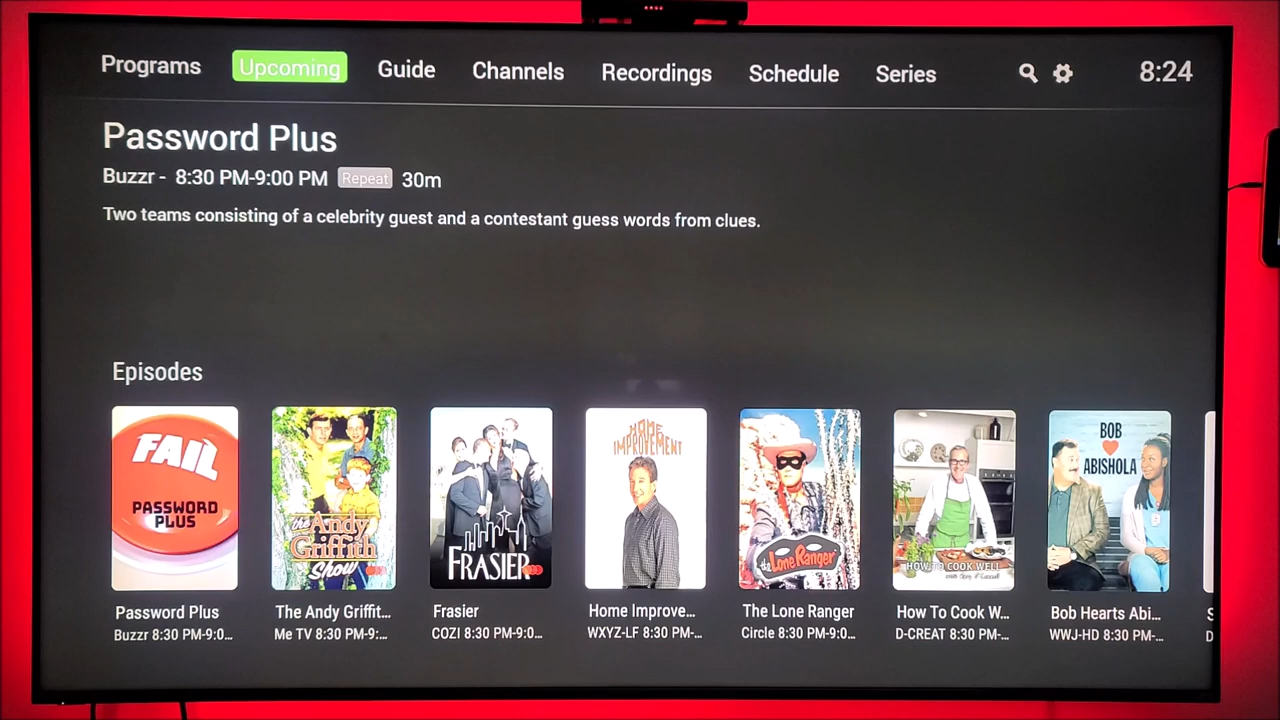 Programs Upcoming Guide Channels Recordings Schedule Series 8:24
Password Plus
Buzzr - 8:30 PM-9:00 PM Repeat 30m
Two teams consisting of a celebrity guest and a contestant guess words from clues.
Episodes
FAIL
PASSWORD
PLUS
the Andy
Griffith
Show
FRASIER
HOME
IMPROVEMENT
the Lone Ranger
HOW TO COOK WELL
BOB
ABISHOLA
Password Plus
Buzzr 8:30 PM-9:0...
The Andy Griffit...
Me TV 8:30 PM-9:...
Frasier
COZI 8:30 PM-9:0...
Home Improve...
WXYZ-LF 8:30 PM-...
The Lone Ranger
Circle 8:30 PM-9:0...
How To Cook W...
D-CREAT 8:30 PM-...
Bob Hearts Abi...
WWJ-HD 8:30 PM-...
S
D